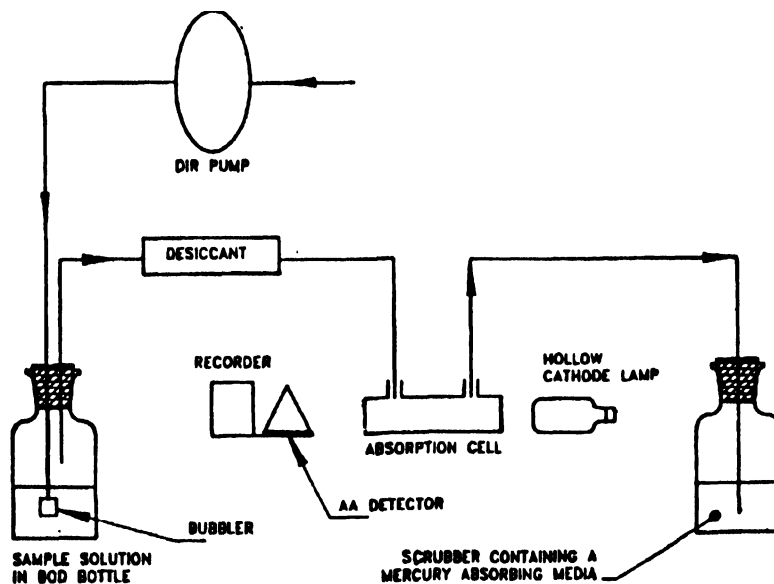 DIR PUMP
DESICCANT
RECORDER
HOLLOW
CATHODE LAMP
ABSORPTION CELL
AA DETECTOR
BUBBLER
SAMPLE SOLUTION
IN BOD BOTTLE
SCRUBBER CONTAINING A
MERCURY ABSORBING MEDIA